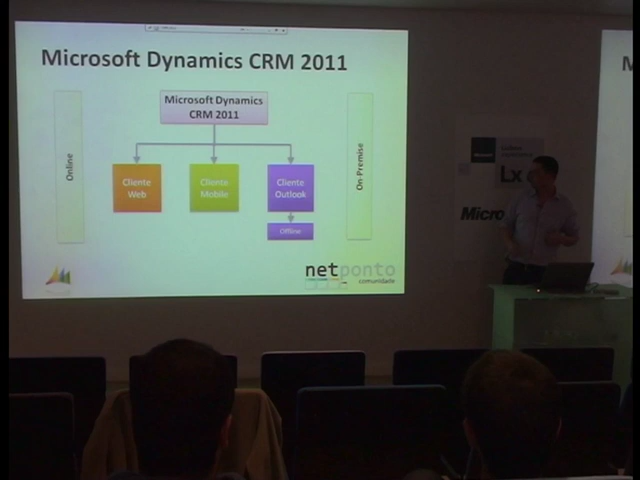 Microsoft Dynamics CRM 2011
Microsoft Dynamics
CRM 2011
Online
Cliente
Web
Cliente
Mobile
Cliente
Outlook
Offline
On-Premise
netponto
comunidade
Lx
Micro